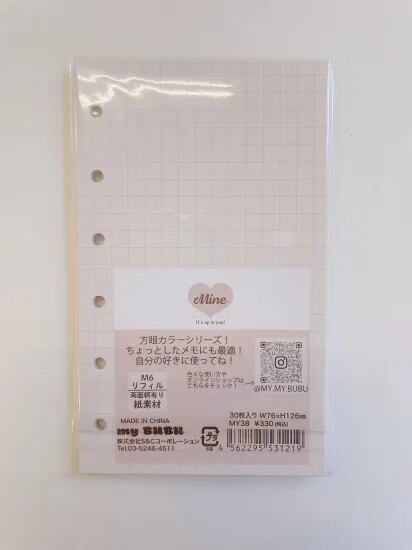 Mine
It's up to you!
方眼カラーシリーズ！
ちょっとしたメモにも最適！
自分の好きに使ってね！
M6
リフィル
両面柄有り
紙素材
色々な使い方や
オンラインショップは
こちらをチェック！
@MY.MY.BUBU
MADE IN CHINA
my BUBU
株式会社S&Cコーポレーション
Tel.03-5246-4511
プラ
30枚入り W76×H126㎜
MY38 ¥330(税込)
4 562295 531219